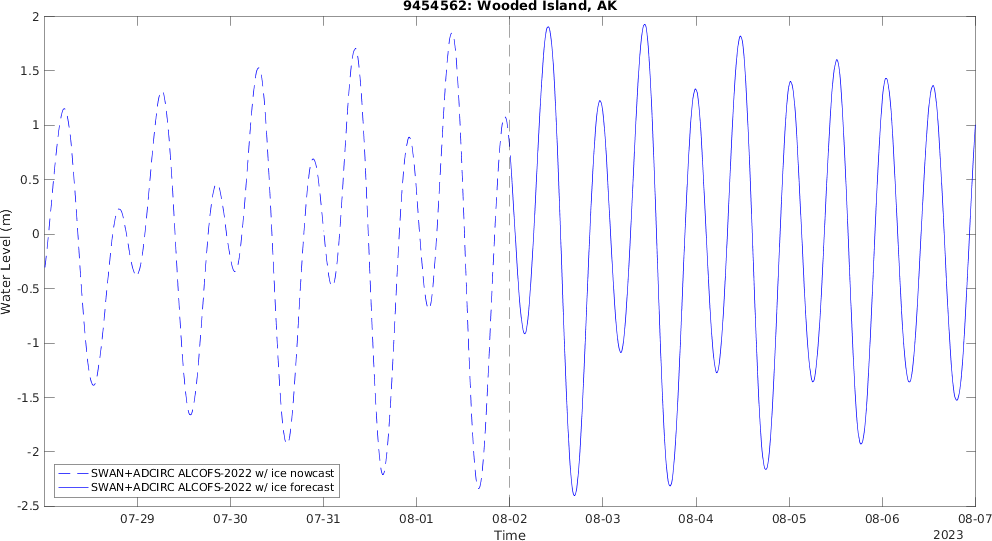 9454562: Wooded Island, AK
2
1.5
1
0.5
0
-0.5
-1
-1.5
-2
-2.5
Water Level (m)
SWAN+ADCIRC ALCOFS-2022 w/ ice nowcast
SWAN+ADCIRC ALCOFS-2022 w/ ice forecast
07-29 07-30 07-31 08-01 08-02 08-03 08-04 08-05 08-06 08-07
Time
2023